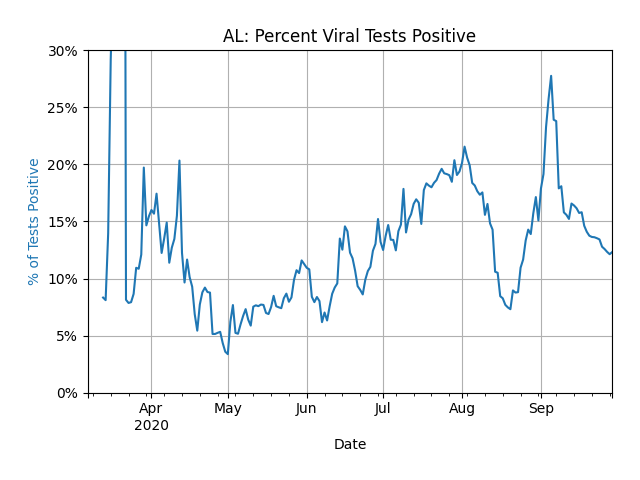 AL: Percent Viral Tests Positive
% of Tests Positive
30%
25%
20%
15%
10%
5%
0%
Apr
2020
May
Jun
Jul
Aug
Sep
Date